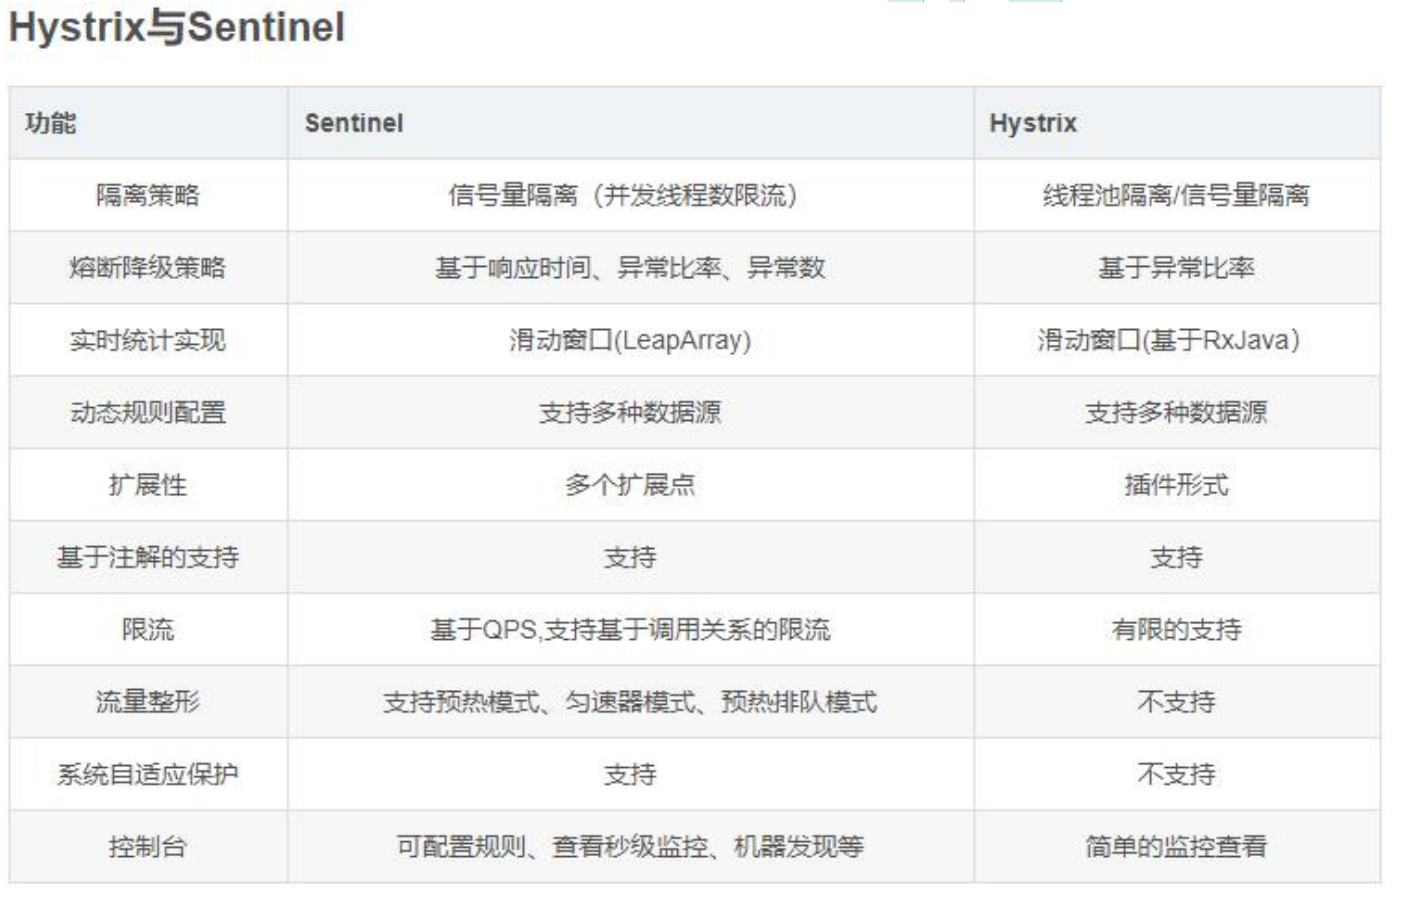 Hystrix与Sentinel
功能 Sentinel Hystrix
隔离策略 信号量隔离（并发线程数限流） 线程池隔离/信号量隔离
熔断降级策略 基于响应时间、异常比率、异常数 基于异常比率
实时统计实现 滑动窗口(LeapArray) 滑动窗口(基于RxJava）
动态规则配置 支持多种数据源 支持多种数据源
扩展性 多个扩展点 插件形式
基于注解的支持 支持 支持
限流 基于QPS,支持基于调用关系的限流 有限的支持
流量整形 支持预热模式、匀速器模式、预热排队模式 不支持
系统自适应保护 支持 不支持
控制台 可配置规则、查看秒级监控、机器发现等 简单的监控查看